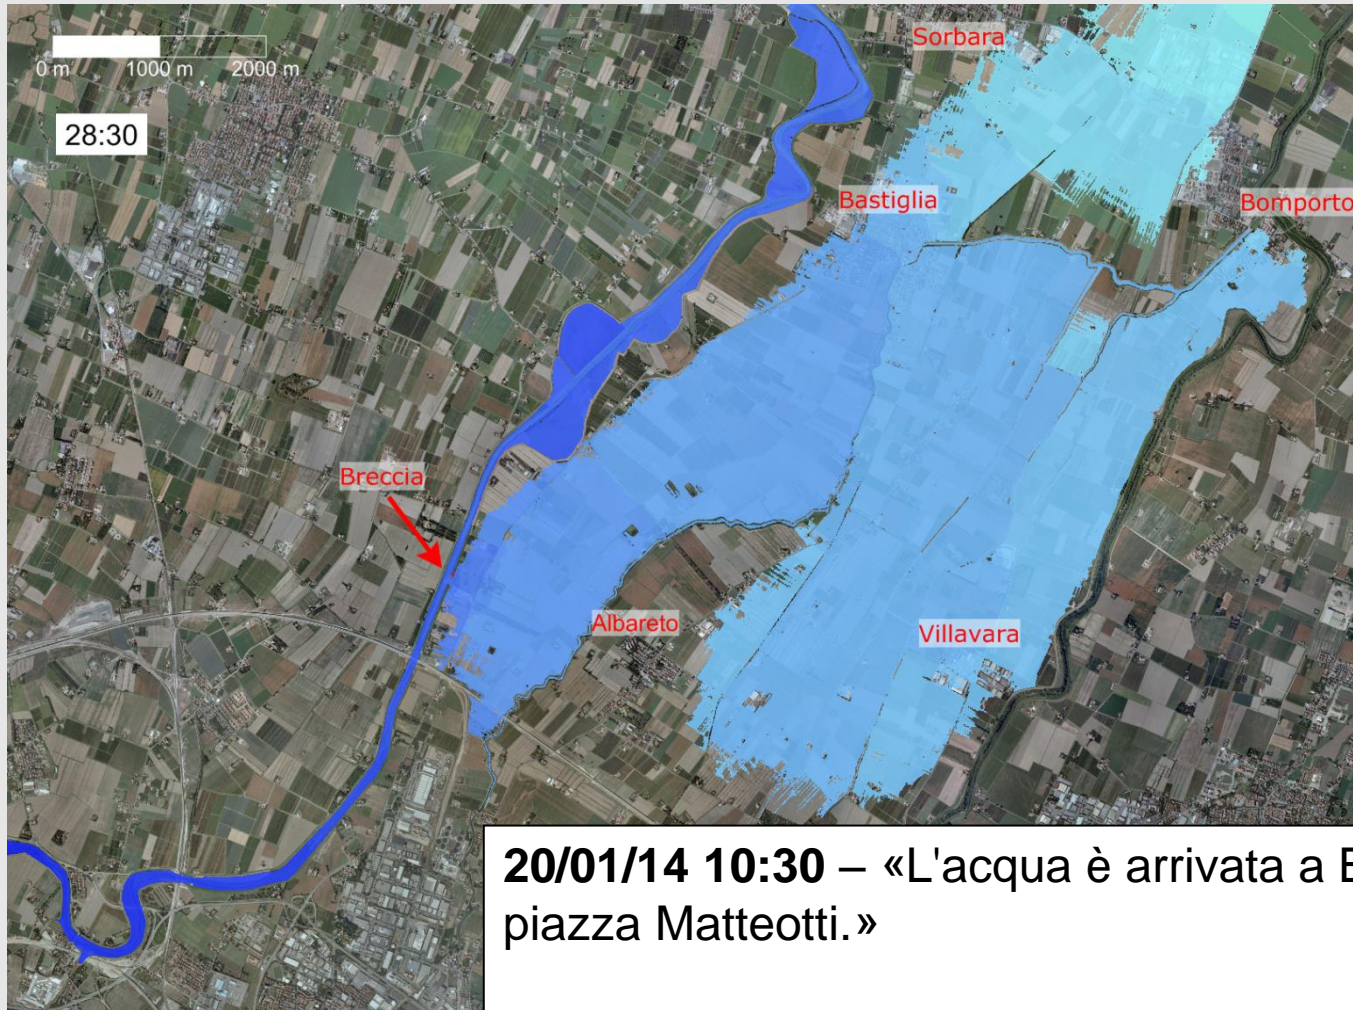 Sorbara
0 m 1000 m 2000 m
28:30
Bastiglia
Bomporto
Breccia
Albareto
Villavara
20/01/14 10:30 – «L'acqua è arrivata a
piazza Matteotti.»